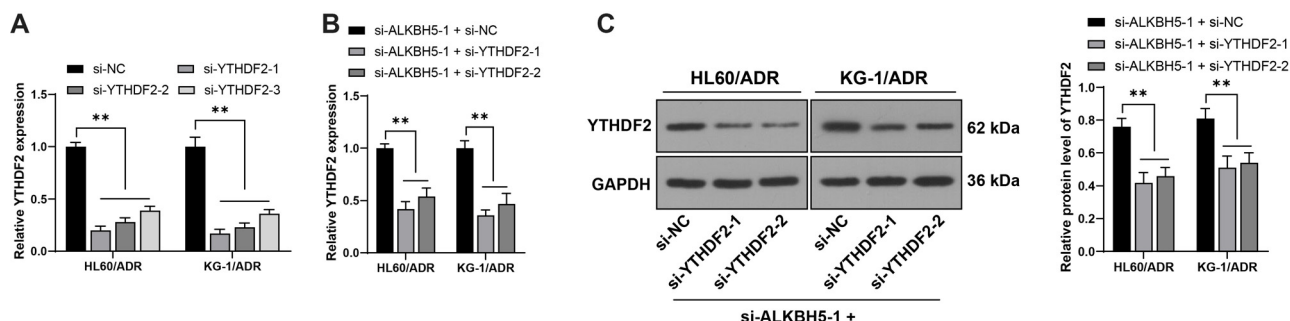 A
si-NC
si-YTHDF2-1
si-YTHDF2-2
si-YTHDF2-3
Relative YTHDF2 expression
1.5
1.0
0.5
0.0
**
**
HL60/ADR
KG-1/ADR
B
si-ALKBH5-1 + si-NC
si-ALKBH5-1 + si-YTHDF2-1
si-ALKBH5-1 + si-YTHDF2-2
Relative YTHDF2 expression
1.5
1.0
0.5
0.0
**
**
HL60/ADR
KG-1/ADR
C
HL60/ADR
KG-1/ADR
YTHDF2
62 kDa
GAPDH
36 kDa
si-NC
si-YTHDF2-1
si-YTHDF2-2
si-NC
si-YTHDF2-1
si-YTHDF2-2
si-ALKBH5-1 +
si-ALKBH5-1 + si-NC
si-ALKBH5-1 + si-YTHDF2-1
si-ALKBH5-1 + si-YTHDF2-2
Relative protein level of YTHDF2
1.0
0.8
0.6
0.4
0.2
0.0
**
**
HL60/ADR
KG-1/ADR